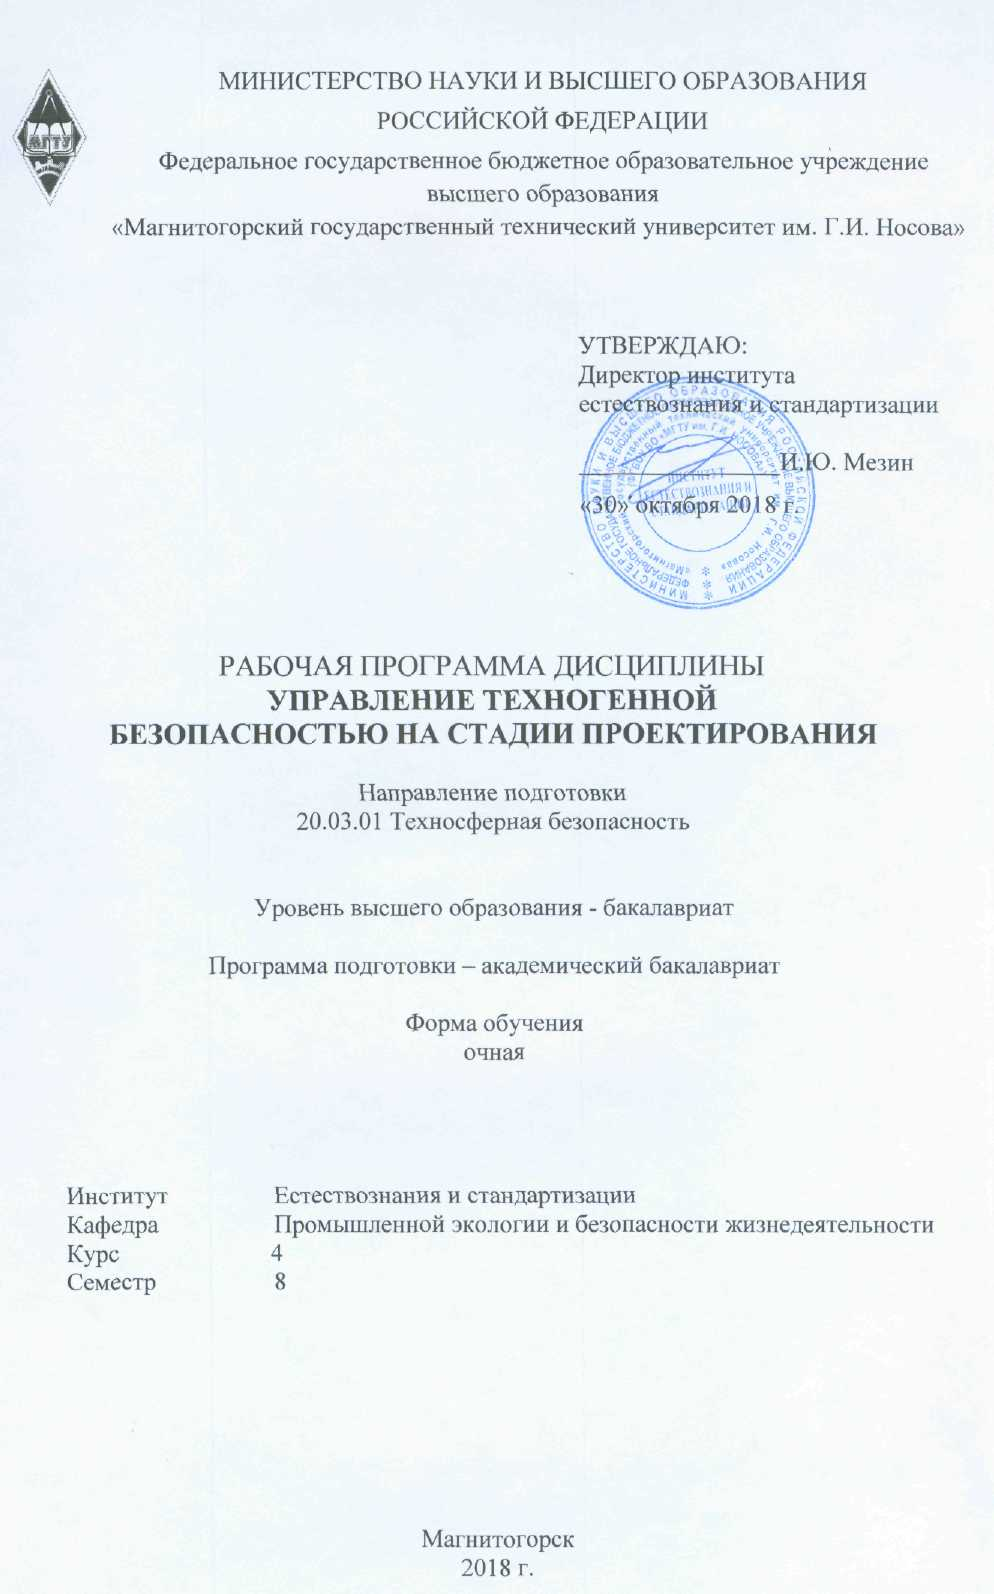 МИНИСТЕРСТВО НАУКИ И ВЫСШЕГО ОБРАЗОВАНИЯ
РОССИЙСКОЙ ФЕДЕРАЦИИ
Федеральное государственное бюджетное образовательное учреждение
высшего образования
«Магнитогорский государственный технический университет им. Г.И. Носова»
МГТУ
УТВЕРЖДАЮ:
Директор института
естествознания и стандартизации
И.Ю. Мезин
«30» октября 2018 г.
ИНСТИТУТ
ЕСТЕСТВОЗНАНИЯ И
РАБОЧАЯ ПРОГРАММА ДИСЦИПЛИНЫ
УПРАВЛЕНИЕ ТЕХНОГЕННОЙ
БЕЗОПАСНОСТЬЮ НА СТАДИИ ПРОЕКТИРОВАНИЯ
Направление подготовки
20.03.01 Техносферная безопасность
Уровень высшего образования - бакалавриат
Программа подготовки – академический бакалавриат
Форма обучения
очная
Институт Естествознания и стандартизации
Кафедра Промышленной экологии и безопасности жизнедеятельности
Курс 4
Семестр 8
Магнитогорск
2018 г.